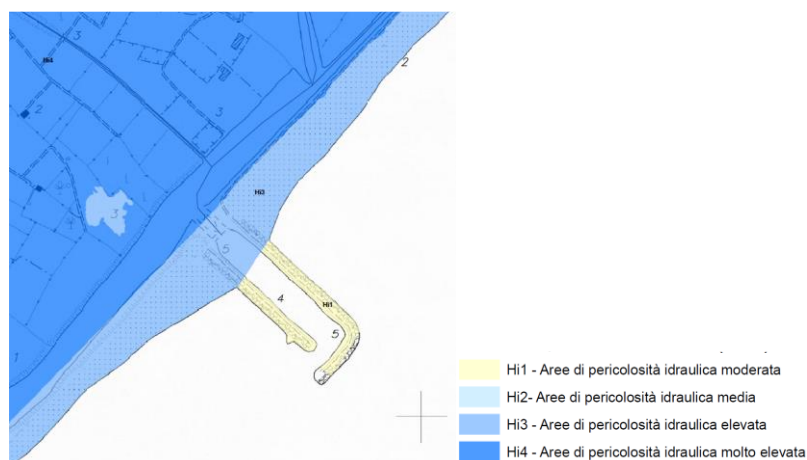 3
Hi4
2
2
3
1
1
3
1
Hi3
5
4
Hi1
5
1
Hi1 - Aree di pericolosità idraulica moderata
Hi2- Aree di pericolosità idraulica media
Hi3 - Aree di pericolosità idraulica elevata
Hi4 - Aree di pericolosità idraulica molto elevata